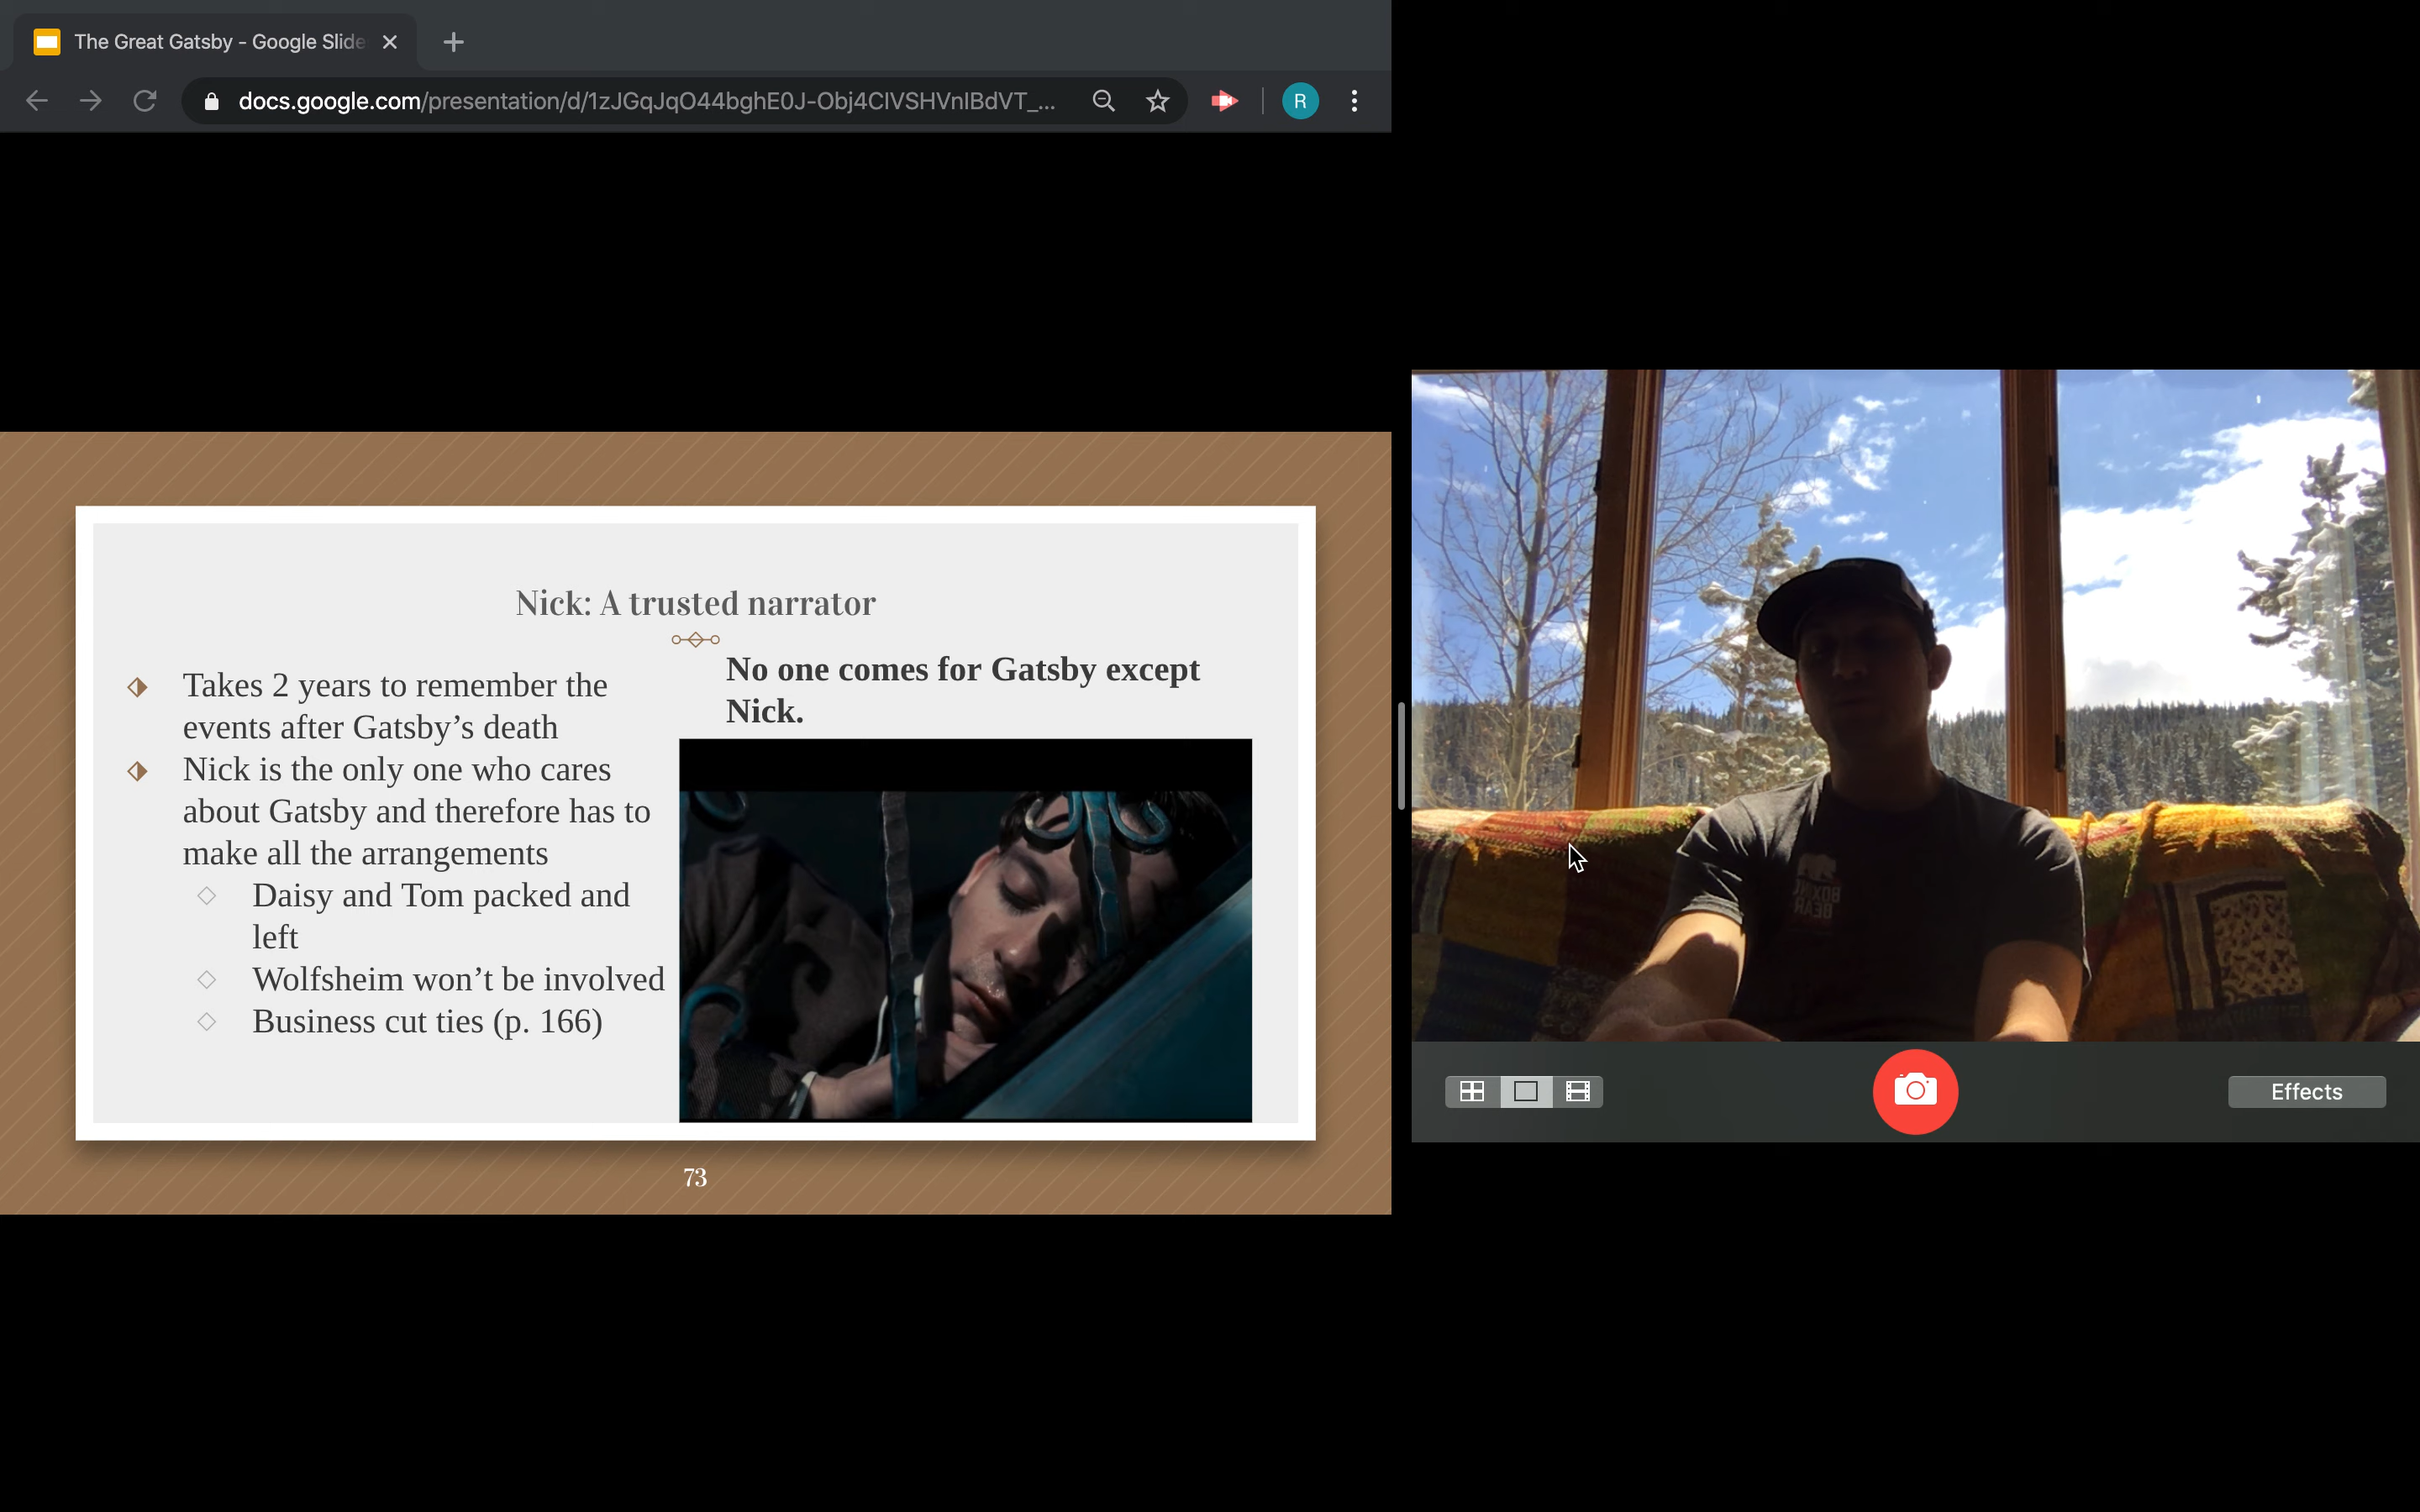 The Great Gatsby - Google Slide
docs.google.com/presentation/d/1zJGqJqO44bghE0J-Obj4CIVSHVnIBdVT_...
R
Nick: A trusted narrator
Takes 2 years to remember the
events after Gatsby’s death
Nick is the only one who cares
about Gatsby and therefore has to
make all the arrangements
Daisy and Tom packed and
left
Wolfsheim won’t be involved
Business cut ties (p. 166)
No one comes for Gatsby except
Nick.
73
BOXING
BEAR
Effects